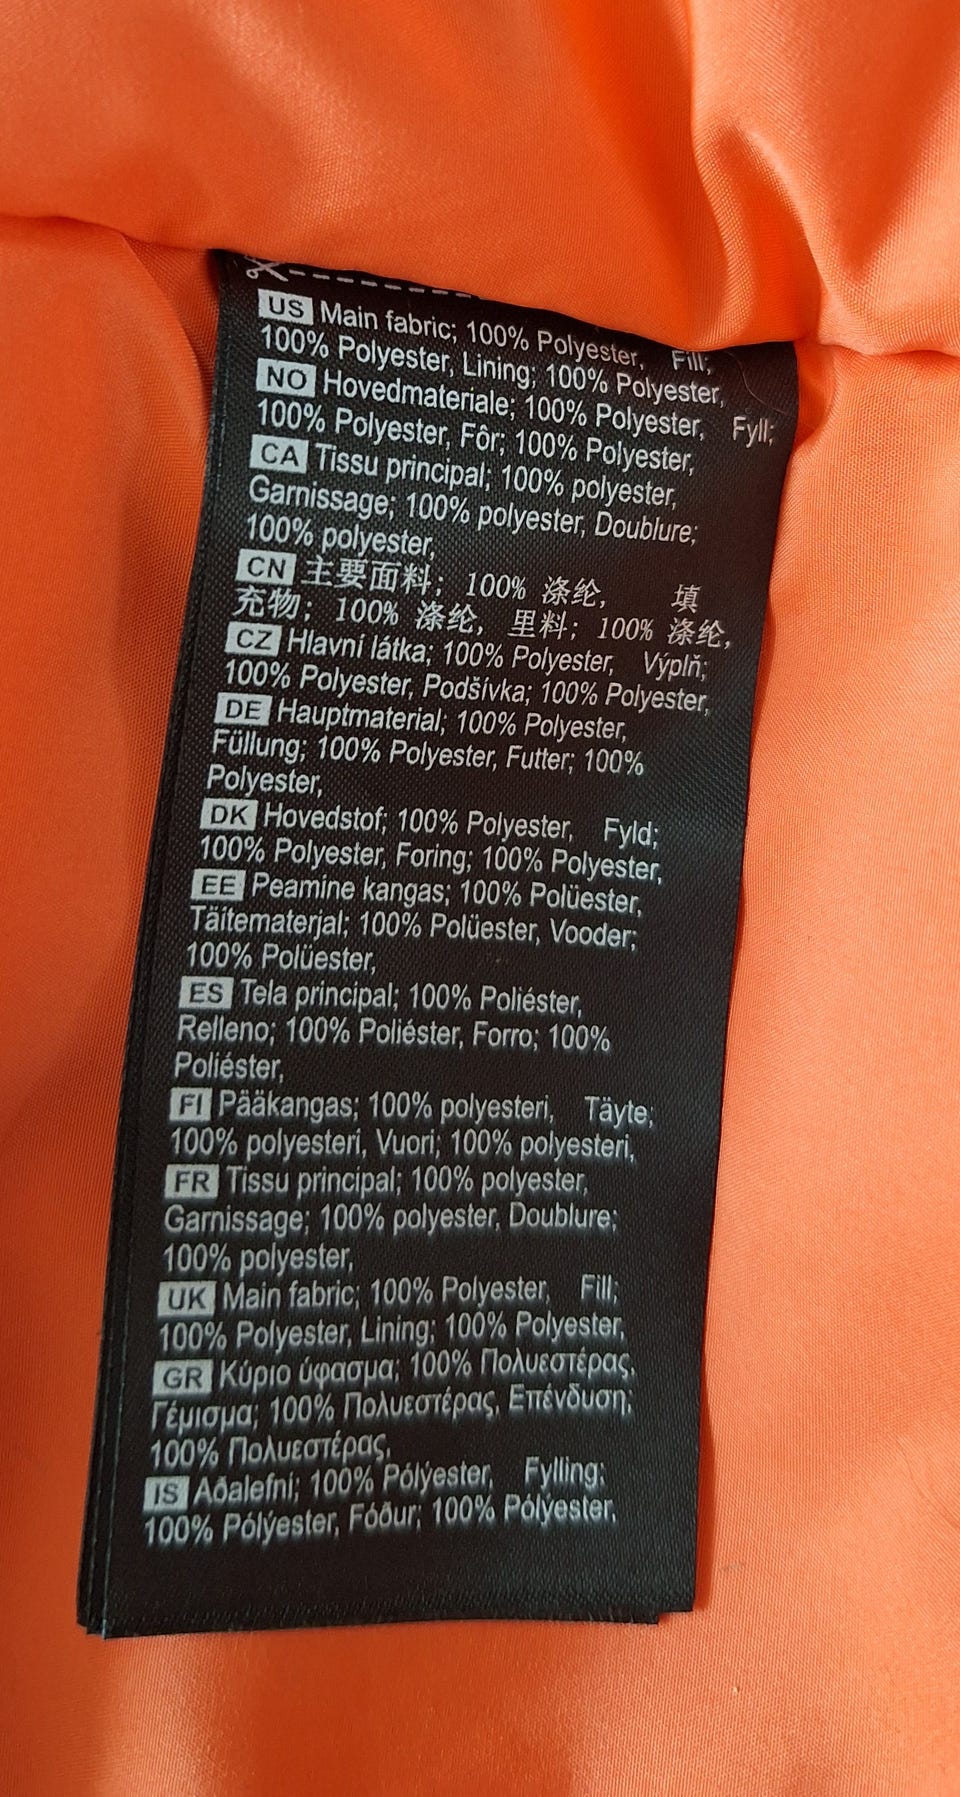 US Main fabric; 100% Polyester, Fill;
100% Polyester, Lining; 100% Polyester,
NO Hovedmateriale; 100% Polyester, Fyll;
100% Polyester, Fôr; 100% Polyester,
CA Tissu principal; 100% polyester,
Garnissage; 100% polyester, Doublure;
100% polyester,
CN 主要面料; 100% 涤纶, 填
充物; 100% 涤纶, 里料; 100% 涤纶,
CZ Hlavní látka; 100% Polyester, Výplň;
100% Polyester, Podšívka; 100% Polyester,
DE Hauptmaterial; 100% Polyester,
Füllung; 100% Polyester, Futter; 100%
Polyester,
DK Hovedstof; 100% Polyester, Fyld;
100% Polyester, Foring; 100% Polyester,
EE Peamine kangas; 100% Polüester,
Täitematerjal; 100% Polüester, Vooder;
100% Polüester,
ES Tela principal; 100% Poliéster,
Relleno; 100% Poliéster, Forro; 100%
Poliéster,
FI Pääkangas; 100% polyesteri, Täyte;
100% polyesteri, Vuori; 100% polyesteri,
FR Tissu principal; 100% polyester,
Garnissage; 100% polyester, Doublure;
100% polyester,
UK Main fabric; 100% Polyester, Fill;
100% Polyester, Lining; 100% Polyester,
GR Κύριο ύφασμα; 100% Πολυεστέρας,
Γέμισμα; 100% Πολυεστέρας, Επένδυση;
100% Πολυεστέρας,
IS Aðalefni; 100% Pólýester, Fylling;
100% Pólýester, Fóður; 100% Pólýester,